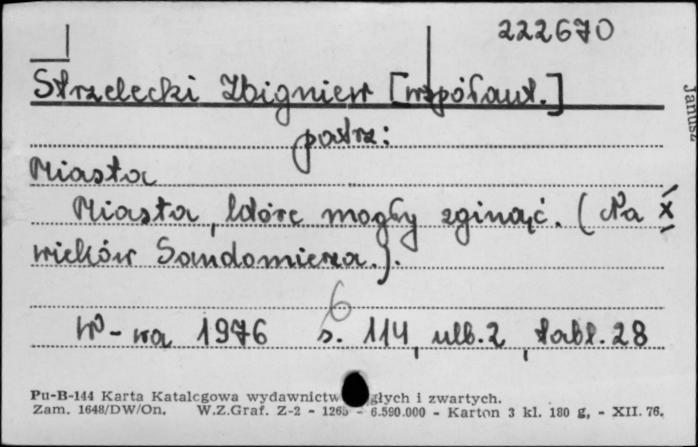 222670
Strzelecki Zbigniew [współaut.]
patrz:
Miasta
Miasta, które mogły zginąć. (Na X
wieków Sandomierza.).
6
W-wa 1976 s. 114, nlb. 2, tabl. 28
Pu-B-144 Karta Katalogowa wydawnictw głych i zwartych.
Zam. 1648/DW/On. W.Z.Graf. Z-2 - 1265 - 6.590.000 - Karton 3 kl. 180 g, - XII. 76.
Janusz